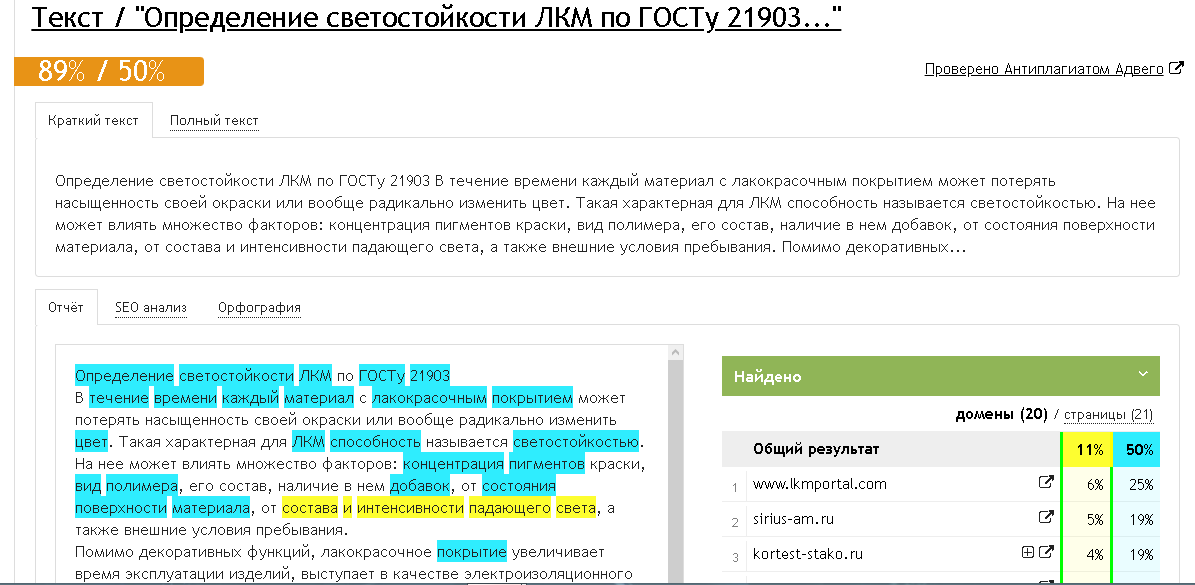 Текст / "Определение светостойкости ЛКМ по ГОСТу 21903..."
89% / 50%
Проверено Антиплагиатом Адвего
Краткий текст
Полный текст
Определение светостойкости ЛКМ по ГОСТу 21903 В течение времени каждый материал с лакокрасочным покрытием может потерять
насыщенность своей окраски или вообще радикально изменить цвет. Такая характерная для ЛКМ способность называется светостойкостью. На нее
может влиять множество факторов: концентрация пигментов краски, вид полимера, его состав, наличие в нем добавок, от состояния поверхности
материала, от состава и интенсивности падающего света, а также внешние условия пребывания. Помимо декоративных...
Отчёт
SEO анализ
Орфография
Определение светостойкости ЛКМ по ГОСТу 21903
В течение времени каждый материал с лакокрасочным покрытием может
потерять насыщенность своей окраски или вообще радикально изменить
цвет. Такая характерная для ЛКМ способность называется светостойкостью.
На нее может влиять множество факторов: концентрация пигментов краски,
вид полимера, его состав, наличие в нем добавок, от состояния
поверхности материала, от состава и интенсивности падающего света, а
также внешние условия пребывания.
Помимо декоративных функций, лакокрасочное покрытие увеличивает
время эксплуатации изделий, выступает в качестве электроизоляционного
Найдено
домены (20) / страницы (21)
Общий результат 11% 50%
1 www.lkmportal.com 6% 25%
2 sirius-am.ru 5% 19%
3 kortest-stako.ru 4% 19%